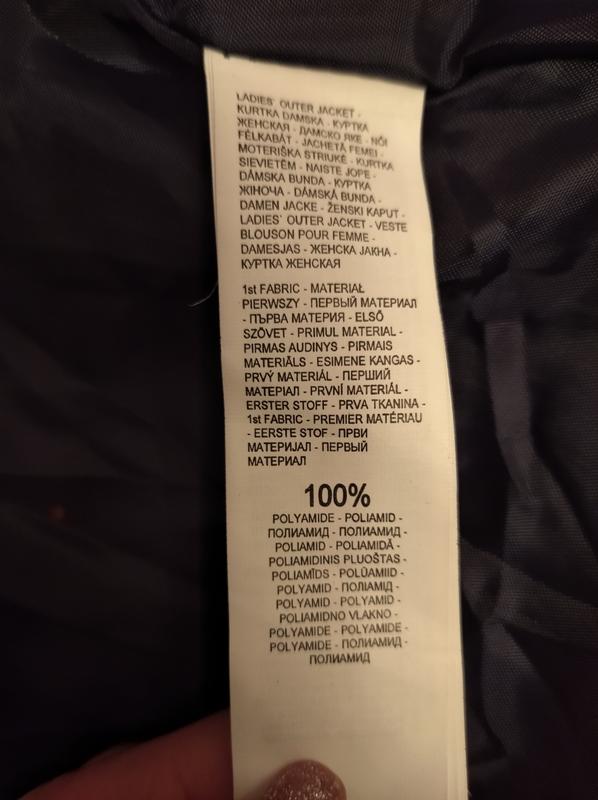 LADIES' OUTER JACKET -
KURTKA DAMSKA - КУРТКА
ЖЕНСКАЯ - ДАМСКО ЯКЕ - NŐI
FÉLKABÁT - JACHETĂ FEMEI -
MOTERIŠKA STRIUKĖ - KURTKA
SIEVIETĒM - NAISTE JOPE -
DÁMSKA BUNDA - КУРТКА
ЖІНОЧА - DÁMSKÁ BUNDA -
DAMEN JACKE - ŽENSKI KAPUT -
LADIES' OUTER JACKET - VESTE
BLOUSON POUR FEMME -
DAMESJAS - ЖЕНСКА ЈАКНА -
КУРТКА ЖЕНСКАЯ
1st FABRIC - MATERIAŁ
PIERWSZY - ПЕРВЫЙ МАТЕРИАЛ
- ПЪРВА МАТЕРИЯ - ELSŐ
SZÖVET - PRIMUL MATERIAL -
PIRMAS AUDINYS - PIRMAIS
MATERIĀLS - ESIMENE KANGAS -
PRVÝ MATERIÁL - ПЕРШИЙ
МАТЕРІАЛ - PRVNÍ MATERIÁL -
ERSTER STOFF - PRVA TKANINA -
1st FABRIC - PREMIER MATÉRIAU
- EERSTE STOF - ПРВИ
МАТЕРИЈАЛ - ПЕРВЫЙ
МАТЕРИАЛ
100%
POLYAMIDE - POLIAMID -
ПОЛИАМИД - ПОЛИАМИД -
POLIAMID - POLIAMIDĂ -
POLIAMIDINIS PLUOŠTAS -
POLIAMĪDS - POLÜAMIID -
POLYAMID - ПОЛІАМІД -
POLYAMID - POLYAMID -
POLIAMIDNO VLAKNO -
POLYAMIDE - POLYAMIDE -
POLYAMIDE - ПОЛИАМИД -
ПОЛИАМИД